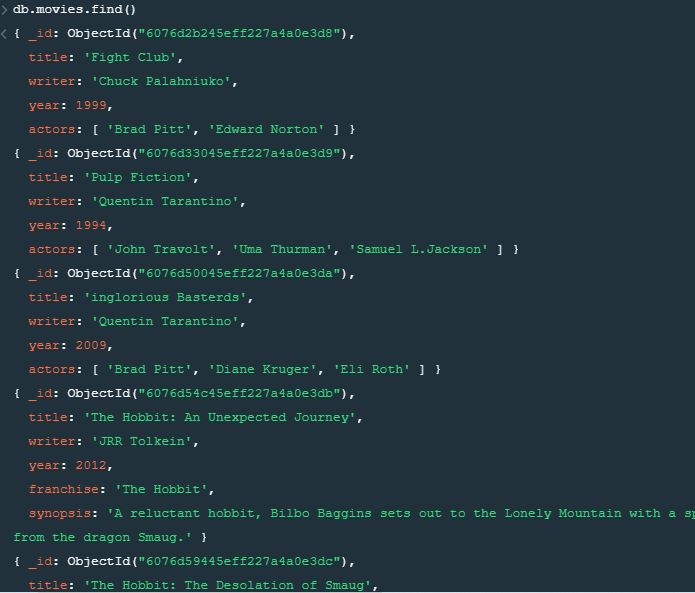 > db.movies.find()
< { _id: ObjectId("6076d2b245eff227a4a0e3d8"),
title: 'Fight Club',
writer: 'Chuck Palahniuko',
year: 1999,
actors: [ 'Brad Pitt', 'Edward Norton' ] }
{ _id: ObjectId("6076d33045eff227a4a0e3d9"),
title: 'Pulp Fiction',
writer: 'Quentin Tarantino',
year: 1994,
actors: [ 'John Travolt', 'Uma Thurman', 'Samuel L.Jackson' ] }
{ _id: ObjectId("6076d50045eff227a4a0e3da"),
title: 'inglorious Basterds',
writer: 'Quentin Tarantino',
year: 2009,
actors: [ 'Brad Pitt', 'Diane Kruger', 'Eli Roth' ] }
{ _id: ObjectId("6076d54c45eff227a4a0e3db"),
title: 'The Hobbit: An Unexpected Journey',
writer: 'JRR Tolkein',
year: 2012,
franchise: 'The Hobbit',
synopsis: 'A reluctant hobbit, Bilbo Baggins sets out to the Lonely Mountain with a
from the dragon Smaug.' }
{ _id: ObjectId("6076d59445eff227a4a0e3dc"),
title: 'The Hobbit: The Desolation of Smaug',